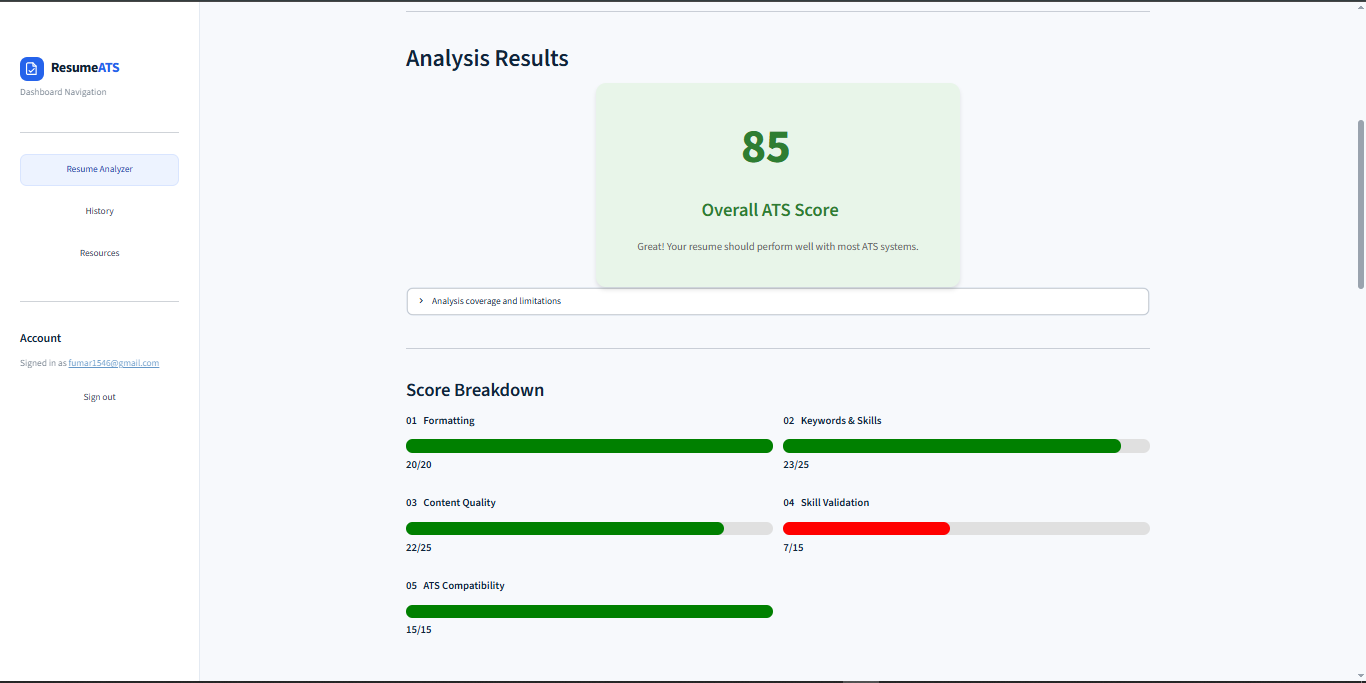 ResumeATS
Dashboard Navigation
Resume Analyzer
History
Resources
Account
Signed in as fumar1546@gmail.com
Sign out
Analysis Results
85
Overall ATS Score
Great! Your resume should perform well with most ATS systems.
Analysis coverage and limitations
Score Breakdown
01 Formatting
20/20
02 Keywords & Skills
23/25
03 Content Quality
22/25
04 Skill Validation
7/15
05 ATS Compatibility
15/15